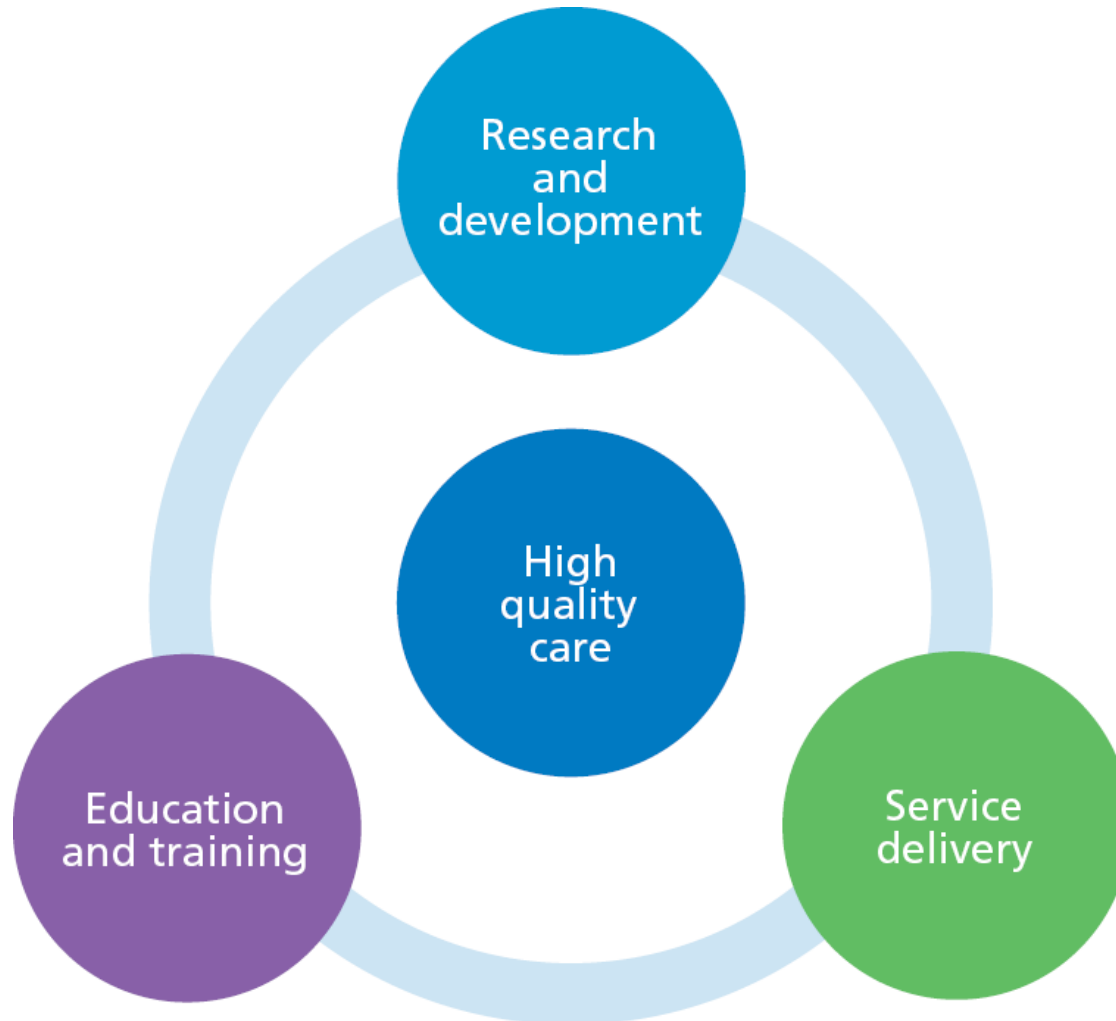 Research
and
development
High
quality
care
Education
and training
Service
delivery